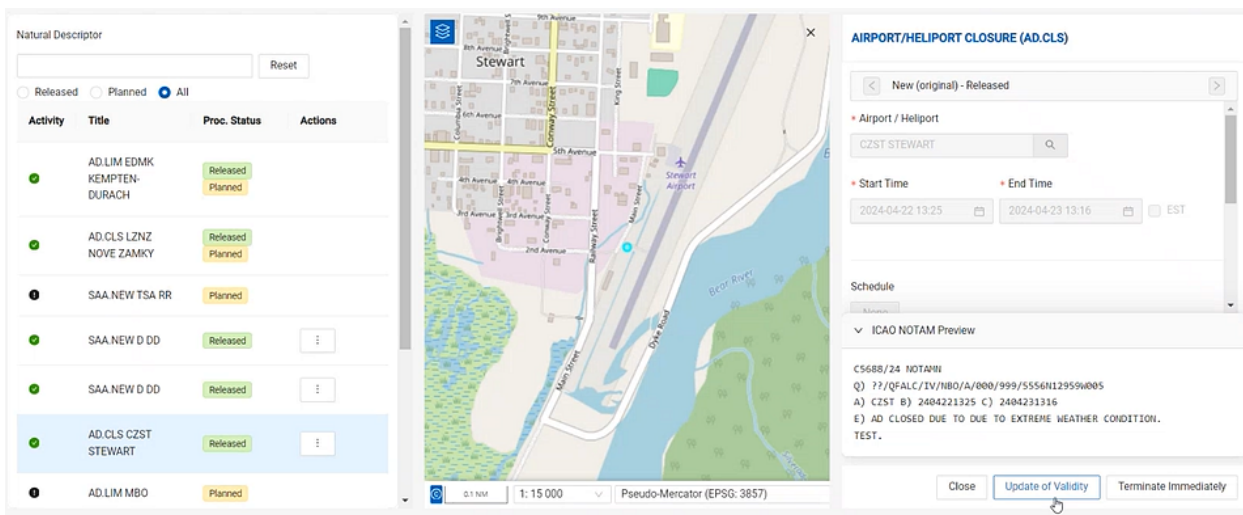 Natural Descriptor
Reset
Released Planned All
Activity Title Proc. Status Actions
AD.LIM EDMK
KEMPTEN-
DURACH
Released
Planned
AD.CLS LZNZ
NOVE ZAMKY
Released
Planned
SAA.NEW TSA RR Planned
SAA.NEW D DD Released
SAA.NEW D DD Released
AD.CLS CZST
STEWART
Released
AD.LIM MBO Planned
9th Avenue
8th Avenue
Stewart
Brightwell Street
7th Avenue
King Street
Columbia Street
6th Avenue
Conway Street
5th Avenue
Stewart
Airport
4th Avenue 4th Avenue
Main Street
3rd Avenue 3rd Avenue
Brightwell Street
Conway Street
Railway Street
2nd Avenue
Bear River
Dyke Road
Main Street
0.1 NM
1: 15 000
Pseudo-Mercator (EPSG: 3857)
AIRPORT/HELIPORT CLOSURE (AD.CLS)
New (original) - Released
* Airport / Heliport
CZST STEWART
* Start Time * End Time
2024-04-22 13:25 2024-04-23 13:16 EST
Schedule
None
ICAO NOTAM Preview
C5688/24 NOTAMN
Q) ??/QFALC/IV/NBO/A/000/999/5556N12959W005
A) CZST B) 2404221325 C) 2404231316
E) AD CLOSED DUE TO DUE TO EXTREME WEATHER CONDITION.
TEST.
Close Update of Validity Terminate Immediately